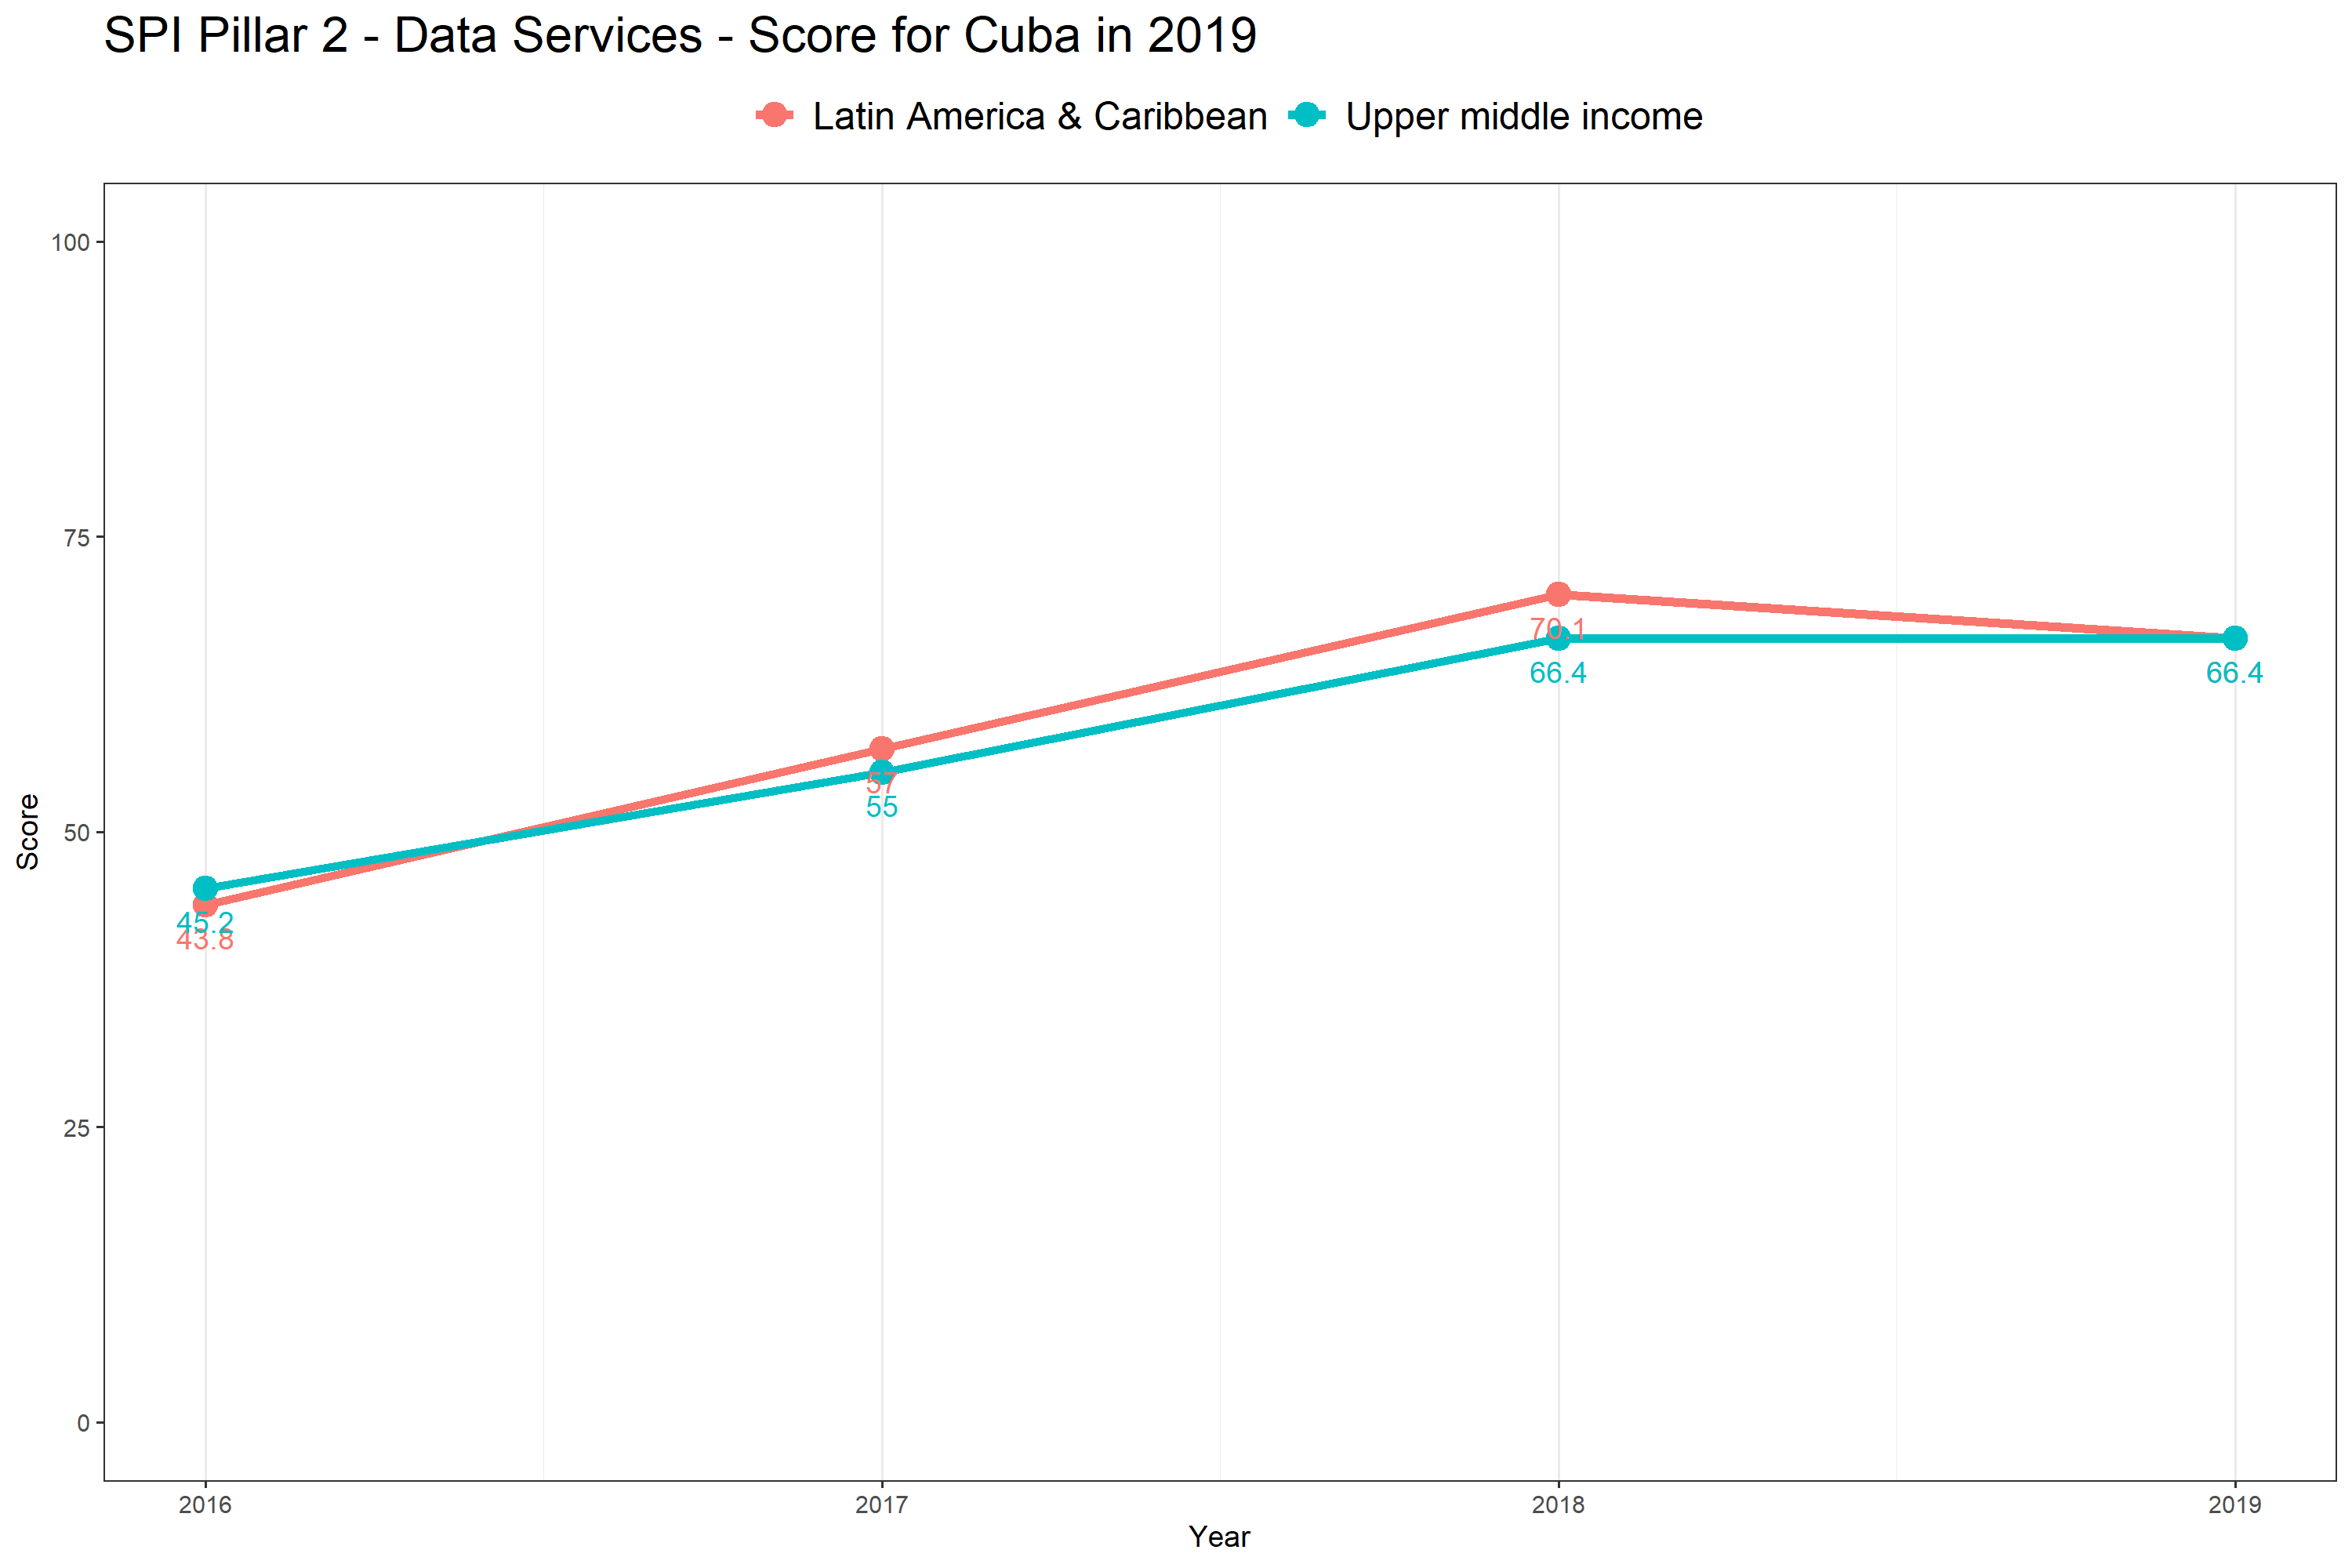 SPI Pillar 2 - Data Services - Score for Cuba in 2019
Latin America & Caribbean Upper middle income
100
75
50
25
0
Score
70.1
66.4
66.4
57
55
45.2
43.8
2016 2017 2018 2019
Year